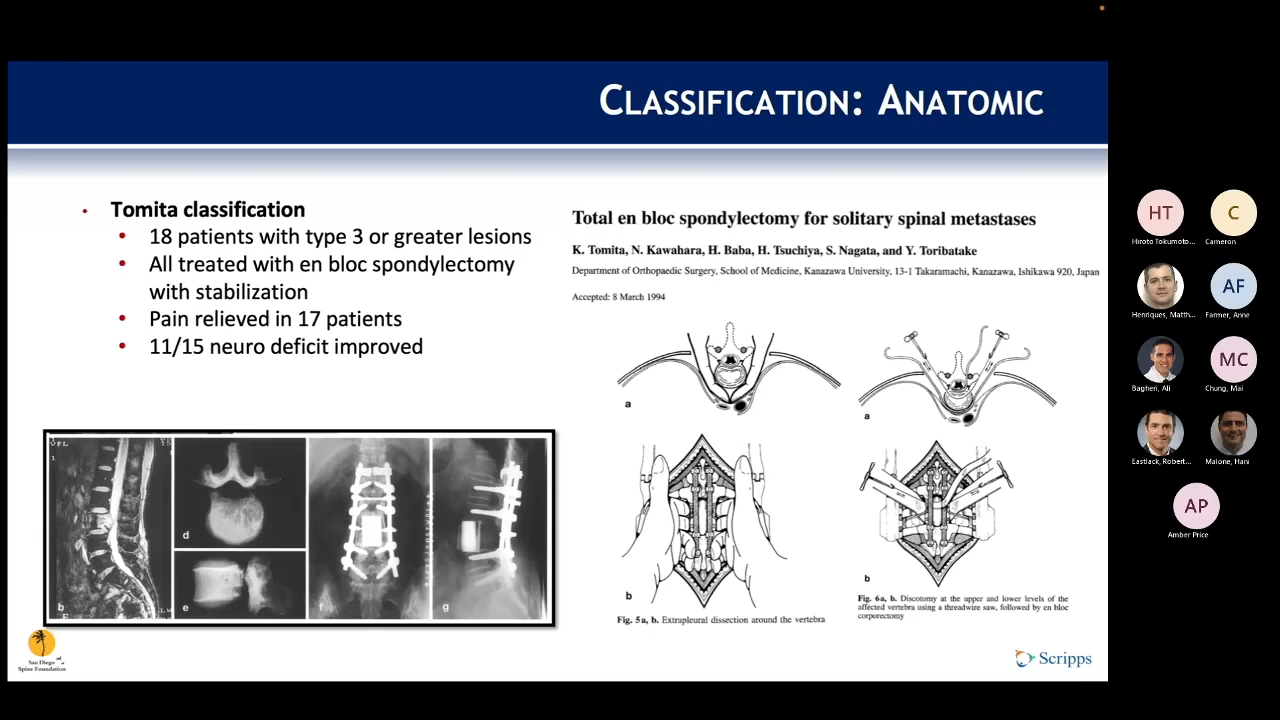 CLASSIFICATION: ANATOMIC
• Tomita classification
• 18 patients with type 3 or greater lesions
• All treated with en bloc spondylectomy
with stabilization
• Pain relieved in 17 patients
• 11/15 neuro deficit improved
Total en bloc spondylectomy for solitary spinal metastases
K. Tomita, N. Kawahara, H. Baba, H. Tsuchiya, S. Nagata, and Y. Toribatake
Department of Orthopaedic Surgery, School of Medicine, Kanazawa University, 13-1 Takaramachi, Kanazawa, Ishikawa 920, Japan
Accepted: 8 March 1994
a
a
b
b
Fig. 5a, b. Extrapleural dissection around the vertebra
Fig. 6a, b. Discotomy at the upper and lower levels of the
affected vertebra using a threadwire saw, followed by en bloc
corporectomy
b
d
e
f
g
San Diego
Spine Foundation
Scripps
HT
Hiroto Tokumoto...
C
Cameron
Henriques, Matth...
AF
Farmer, Anne
Bagheri, Ali
MC
Chung, Mai
Eastlack, Robert...
Malone, Hani
AP
Amber Price